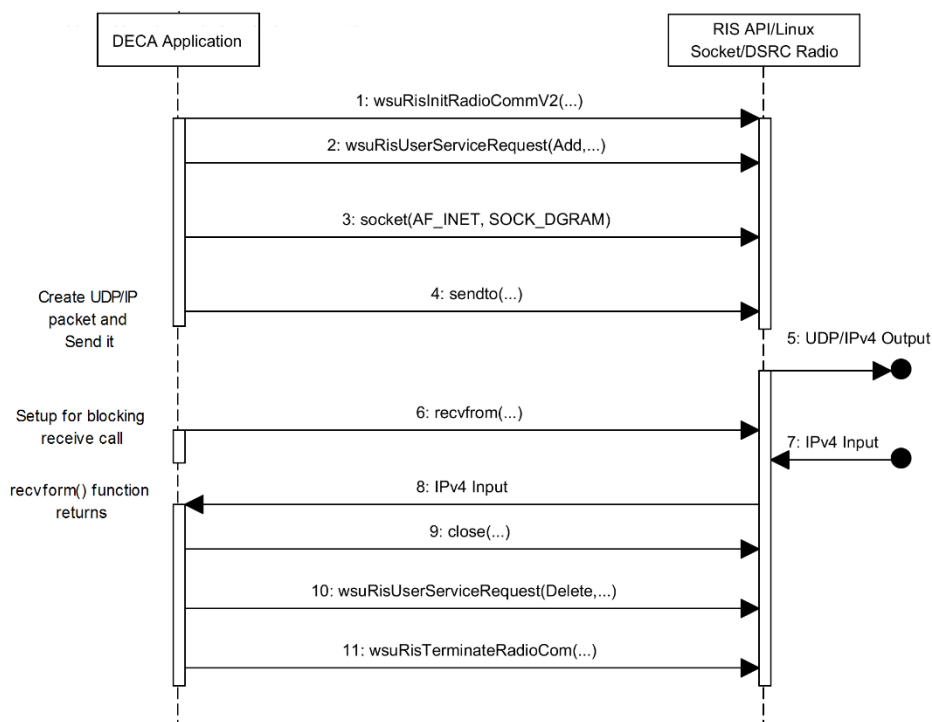 DECA Application
RIS API/Linux
Socket/DSRC Radio
1: wsuRisInitRadioCommV2(...)
2: wsuRisUserServiceRequest(Add,...)
3: socket(AF_INET, SOCK_DGRAM)
Create UDP/IP
packet and
Send it
4: sendto(...)
5: UDP/IPv4 Output
Setup for blocking
receive call
6: recvfrom(...)
7: IPv4 Input
recvform() function
returns
8: IPv4 Input
9: close(...)
10: wsuRisUserServiceRequest(Delete,...)
11: wsuRisTerminateRadioCom(...)